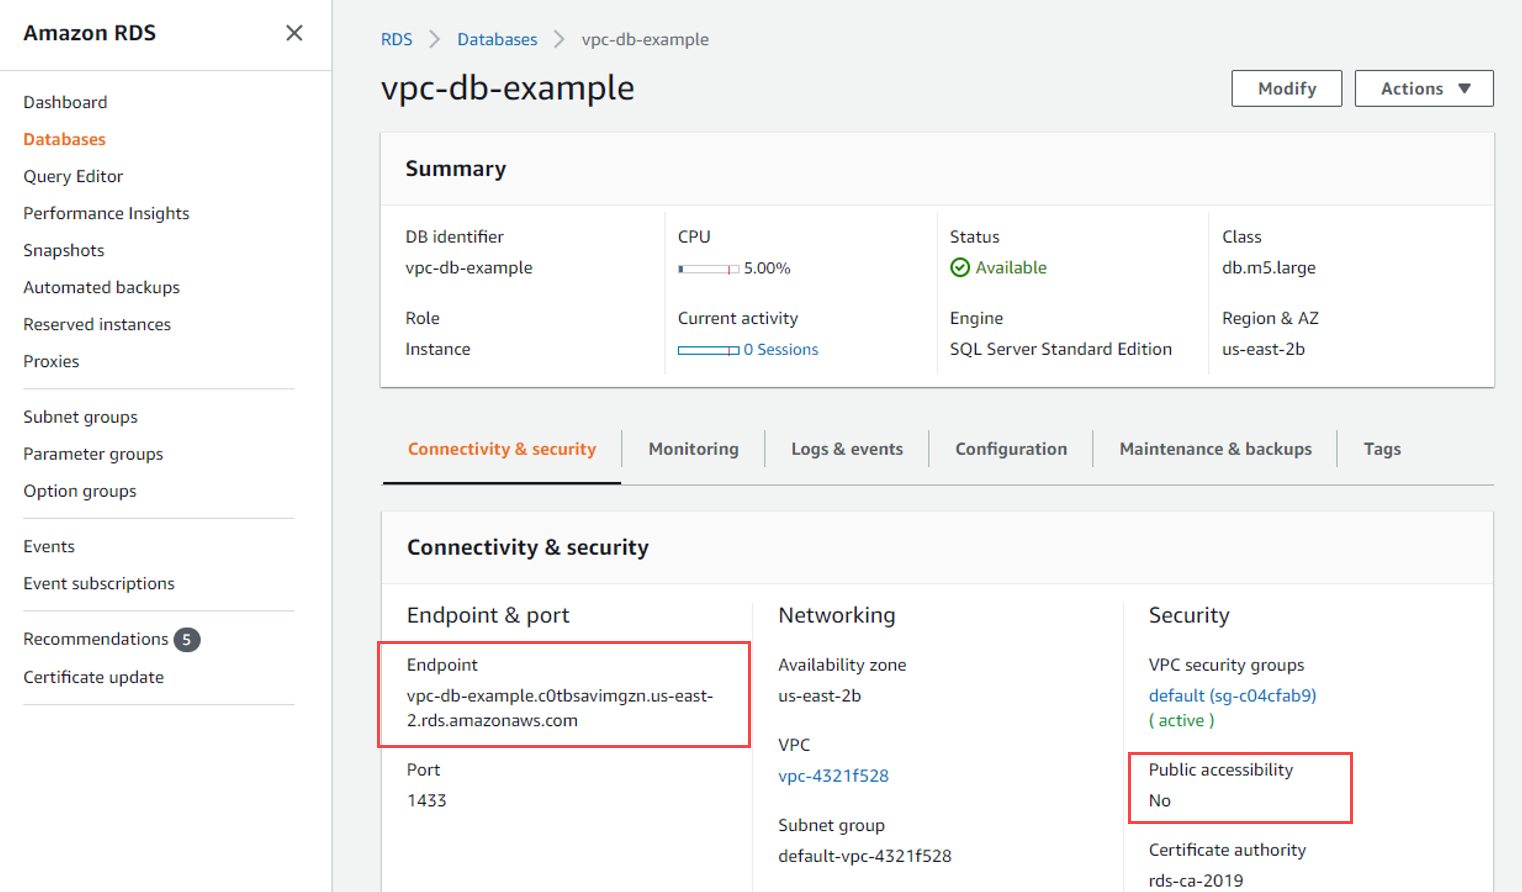 Amazon RDS
Dashboard
Databases
Query Editor
Performance Insights
Snapshots
Automated backups
Reserved instances
Proxies
Subnet groups
Parameter groups
Option groups
Events
Event subscriptions
Recommendations 5
Certificate update
RDS > Databases > vpc-db-example
vpc-db-example
Modify
Actions
Summary
DB identifier
vpc-db-example
CPU
5.00%
Status
Available
Class
db.m5.large
Role
Instance
Current activity
0 Sessions
Engine
SQL Server Standard Edition
Region & AZ
us-east-2b
Connectivity & security
Monitoring
Logs & events
Configuration
Maintenance & backups
Tags
Connectivity & security
Endpoint & port
Endpoint
vpc-db-example.c0tbsavimgzn.us-east-
2.rds.amazonaws.com
Port
1433
Networking
Availability zone
us-east-2b
VPC
vpc-4321f528
Subnet group
default-vpc-4321f528
Security
VPC security groups
default (sg-c04cfab9)
( active )
Public accessibility
No
Certificate authority
rds-ca-2019